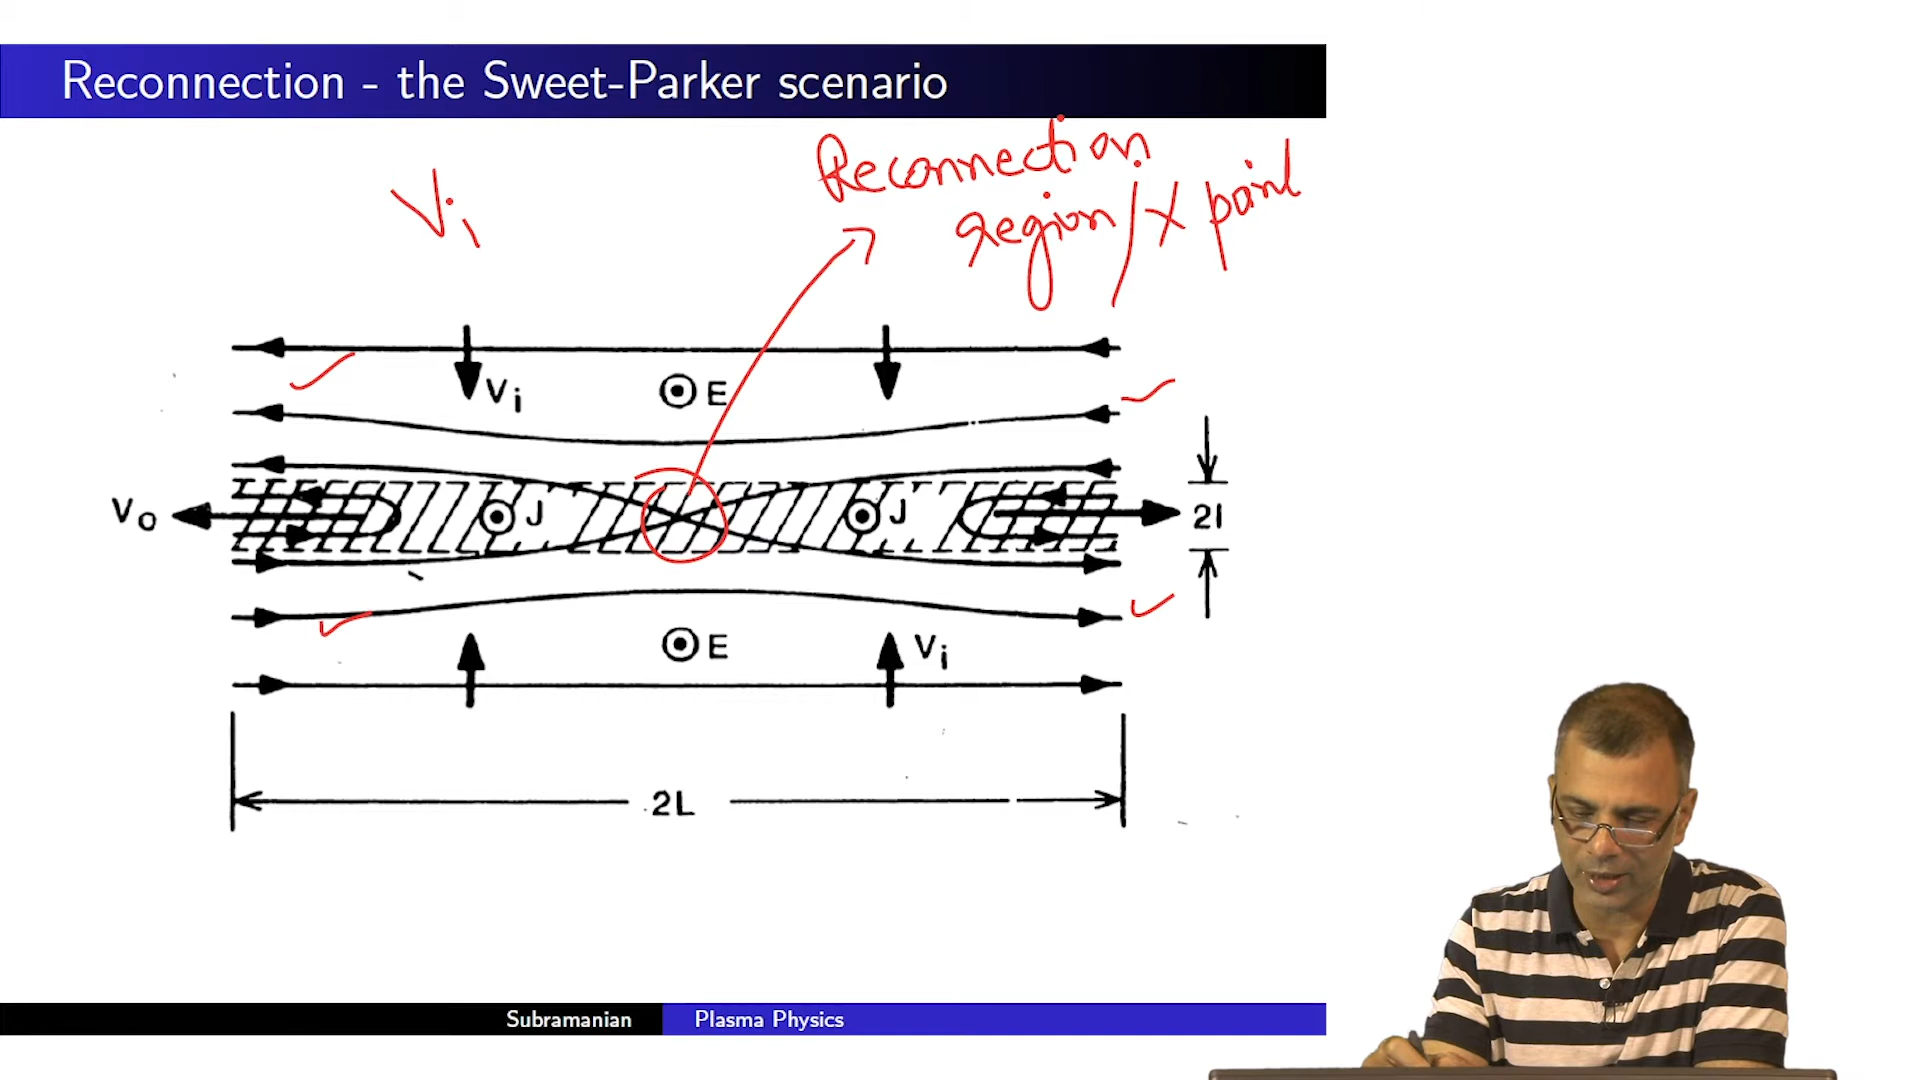 Reconnection - the Sweet-Parker scenario
Reconnection
region / X point
Vi
Vi
E
Vo
J
J
2l
E
Vi
2L
Subramanian
Plasma Physics